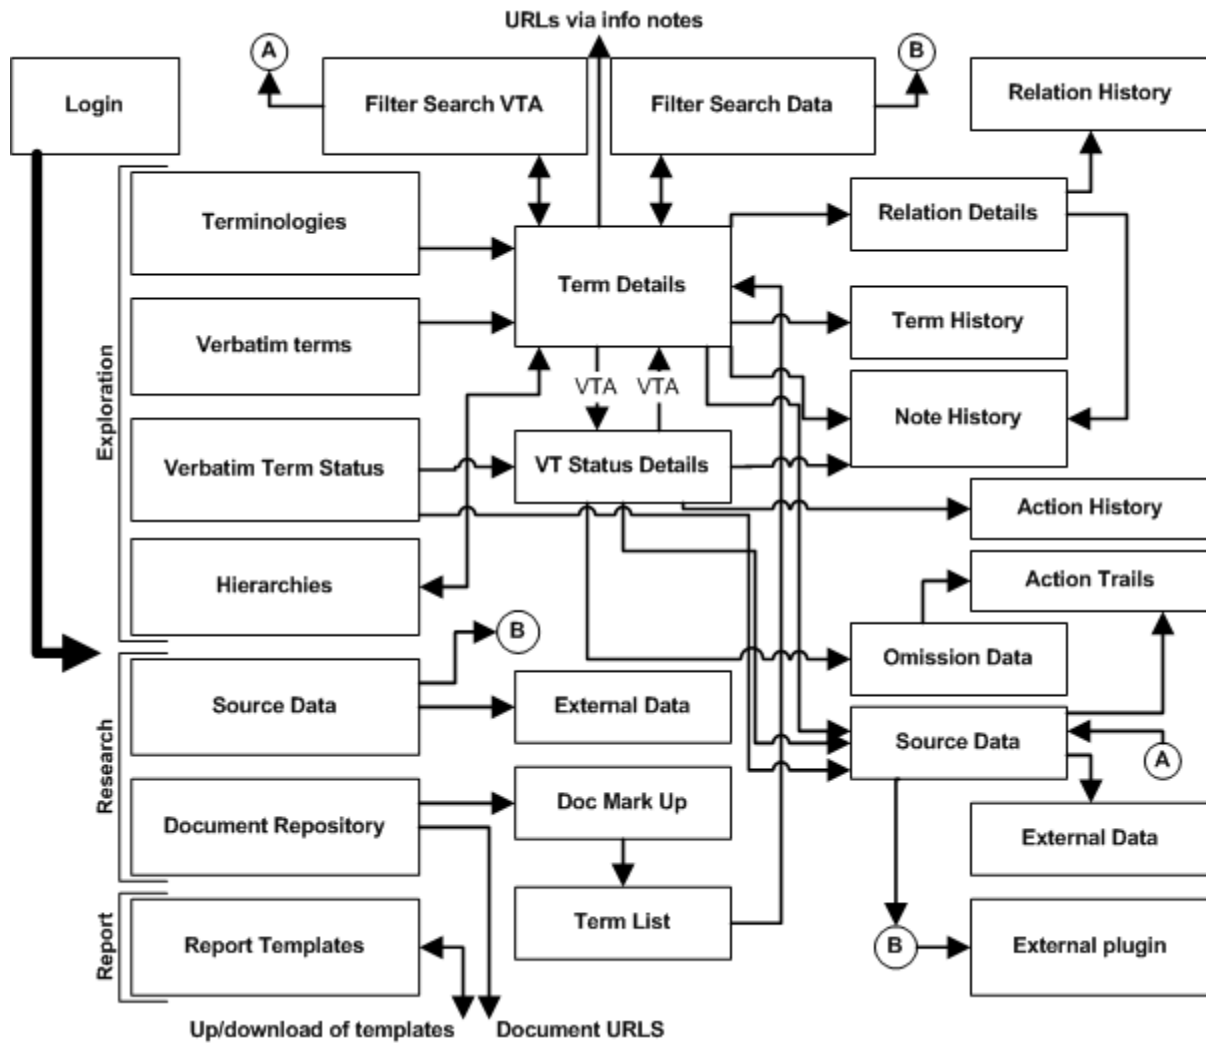 URLs via info notes
A
B
Login
Filter Search VTA
Filter Search Data
Relation History
Terminologies
Relation Details
Term Details
Verbatim terms
Term History
Exploration
VTA
VTA
Note History
Verbatim Term Status
VT Status Details
Action History
Hierarchies
Action Trails
B
Omission Data
Source Data
External Data
Source Data
A
Research
Document Repository
Doc Mark Up
External Data
Term List
Report
Report Templates
B
External plugin
Up/download of templates
Document URLS